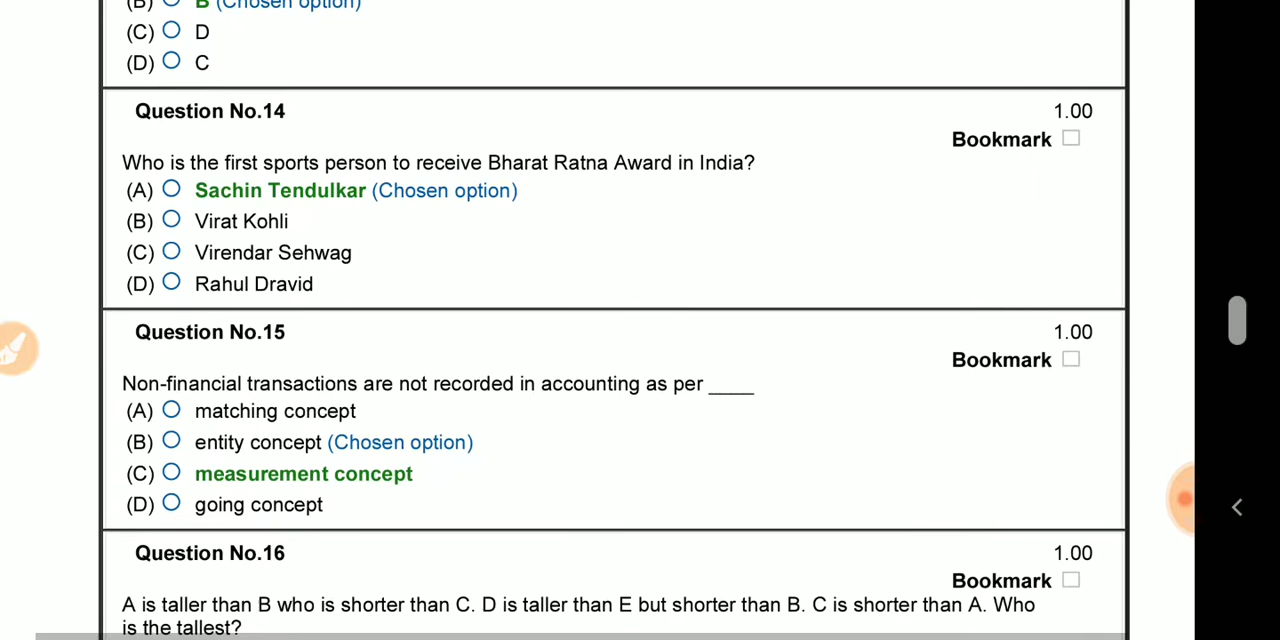 (B) B (Chosen option)
(C) D
(D) C
Question No.14 1.00
Bookmark
Who is the first sports person to receive Bharat Ratna Award in India?
(A) Sachin Tendulkar (Chosen option)
(B) Virat Kohli
(C) Virendar Sehwag
(D) Rahul Dravid
Question No.15 1.00
Bookmark
Non-financial transactions are not recorded in accounting as per ____
(A) matching concept
(B) entity concept (Chosen option)
(C) measurement concept
(D) going concept
Question No.16 1.00
Bookmark
A is taller than B who is shorter than C. D is taller than E but shorter than B. C is shorter than A. Who
is the tallest?